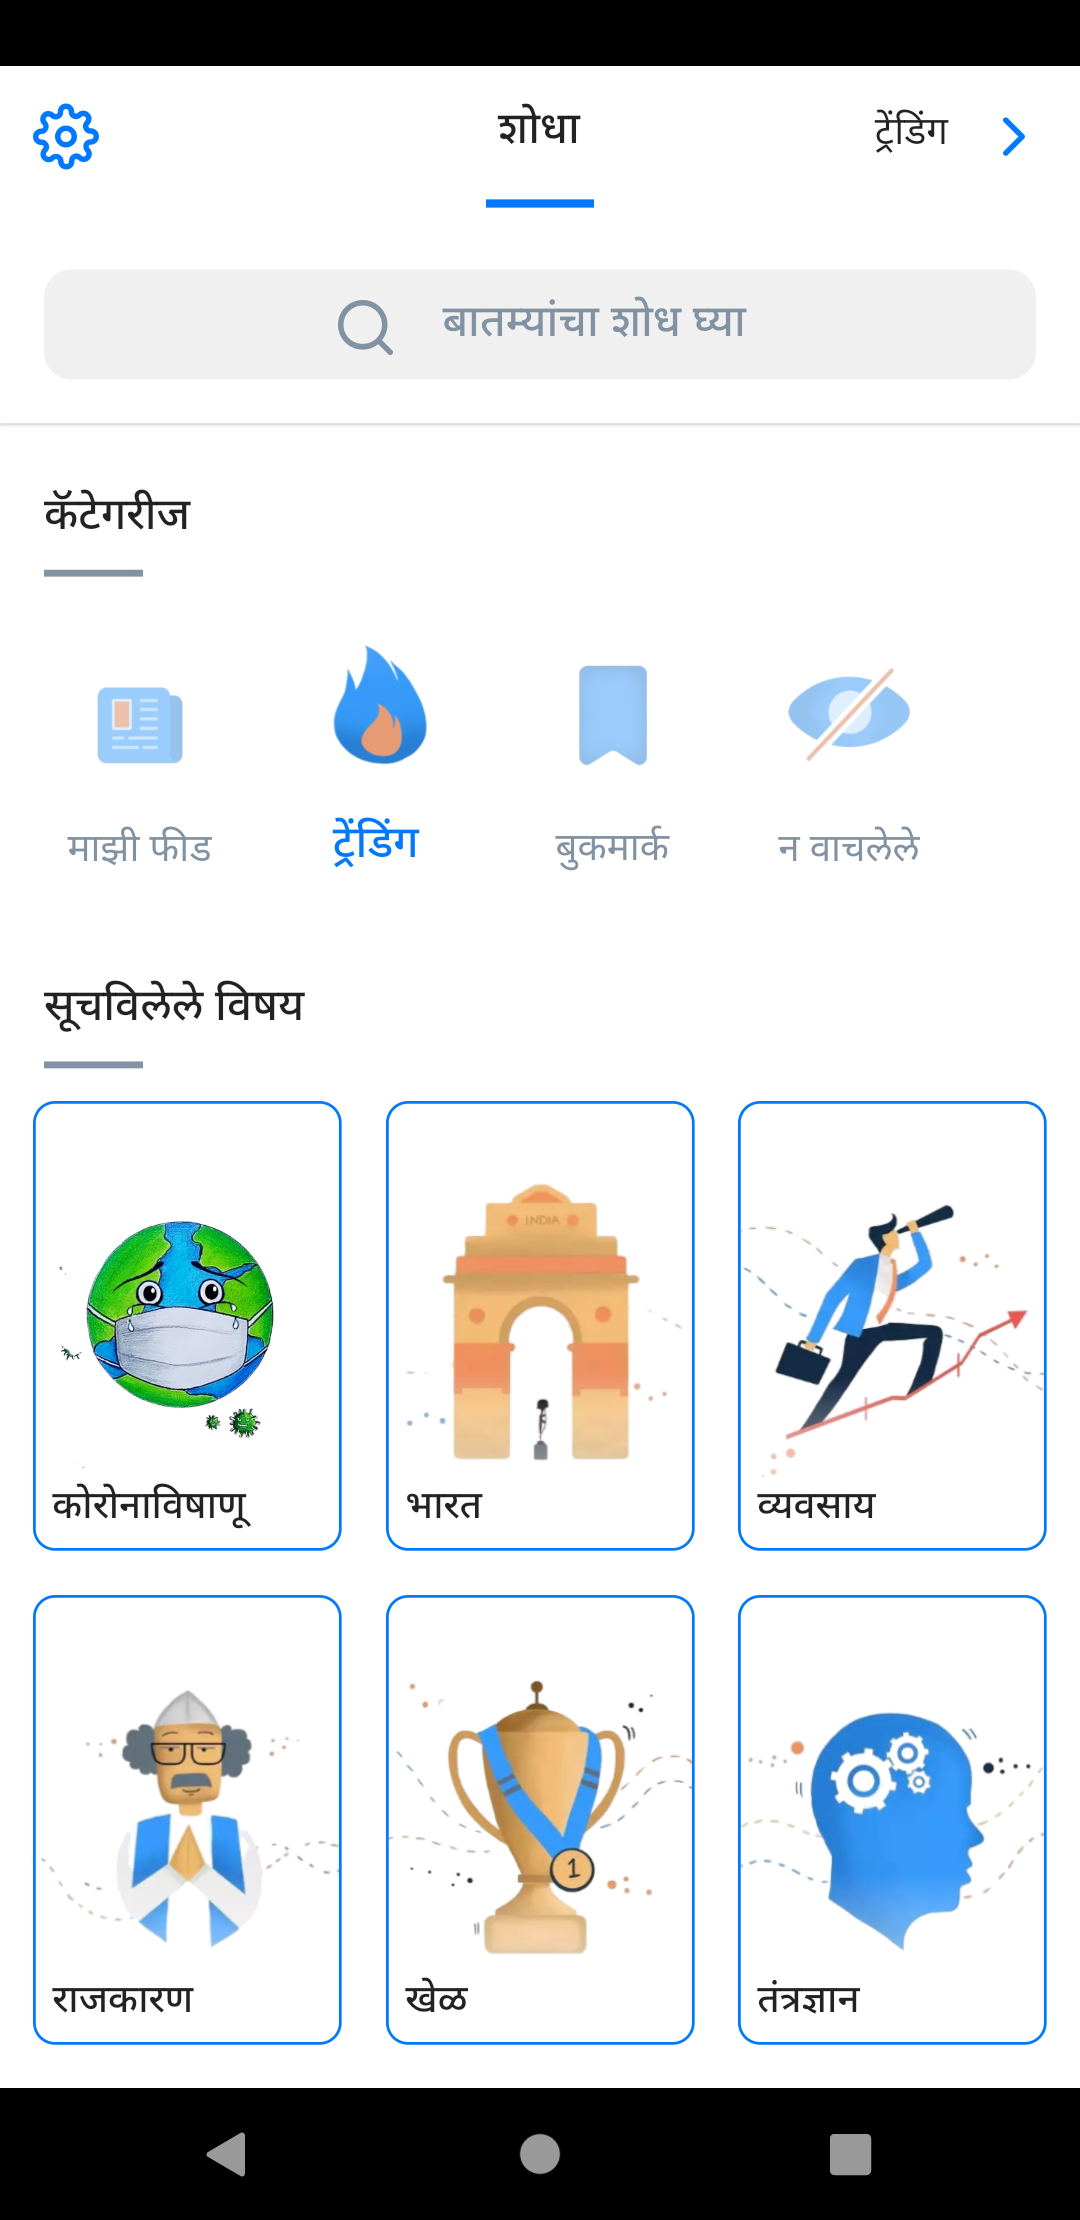 शोधा
ट्रेंडिंग
बातम्यांचा शोध घ्या
कॅटेगरीज
माझी फीड
ट्रेंडिंग
बुकमार्क
न वाचलेले
सूचविलेले विषय
INDIA
कोरोनाविषाणू
भारत
व्यवसाय
1
राजकारण
खेळ
तंत्रज्ञान